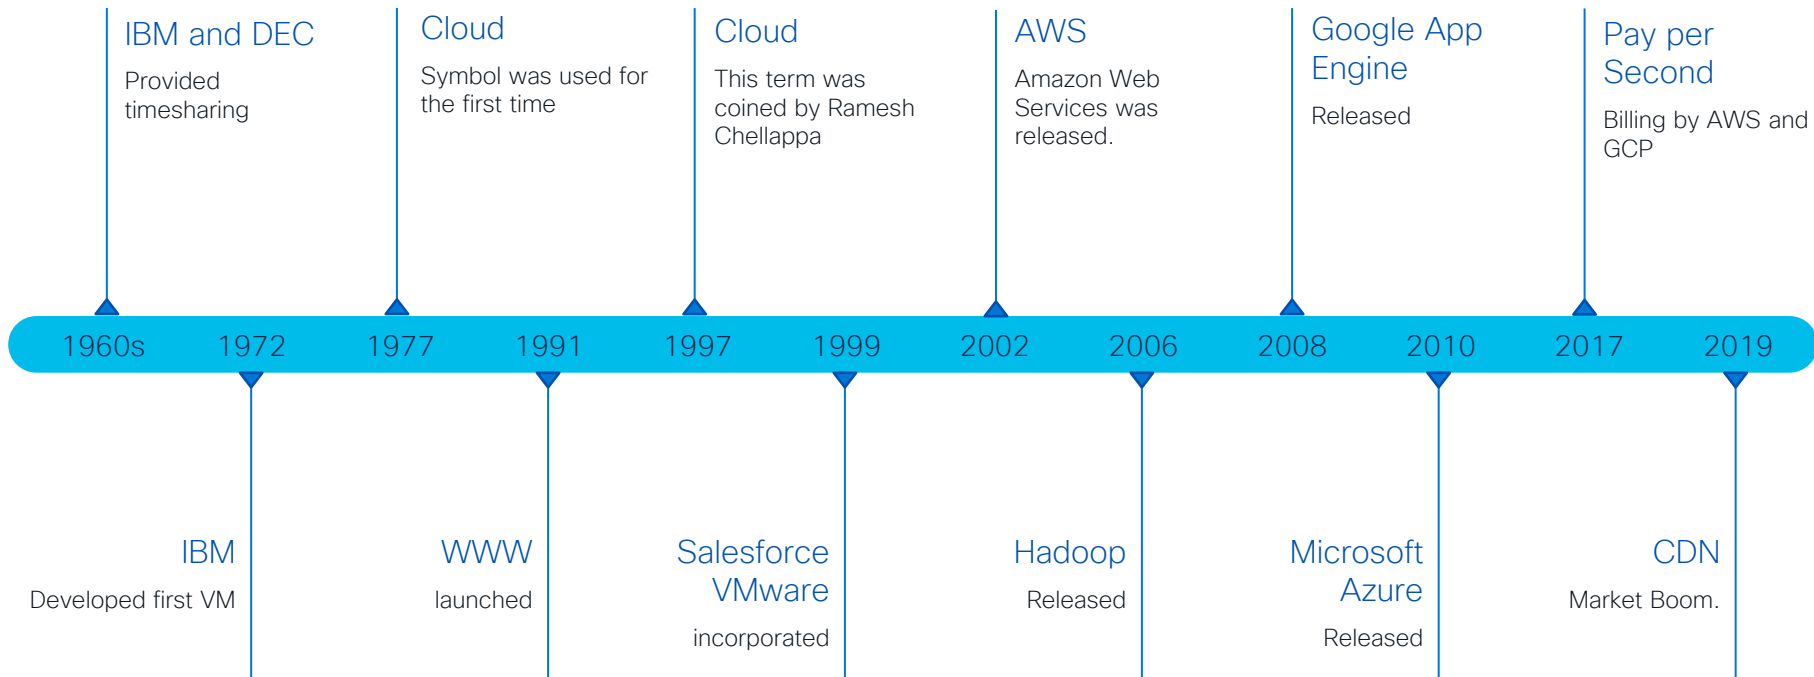 IBM and DEC
Provided
timesharing
Cloud
Symbol was used for
the first time
Cloud
This term was
coined by Ramesh
Chellappa
AWS
Amazon Web
Services was
released.
Google App
Engine
Released
Pay per
Second
Billing by AWS and
GCP
1960s 1972 1977 1991 1997 1999 2002 2006 2008 2010 2017 2019
IBM
Developed first VM
WWW
launched
Salesforce
VMware
incorporated
Hadoop
Released
Microsoft
Azure
Released
CDN
Market Boom.